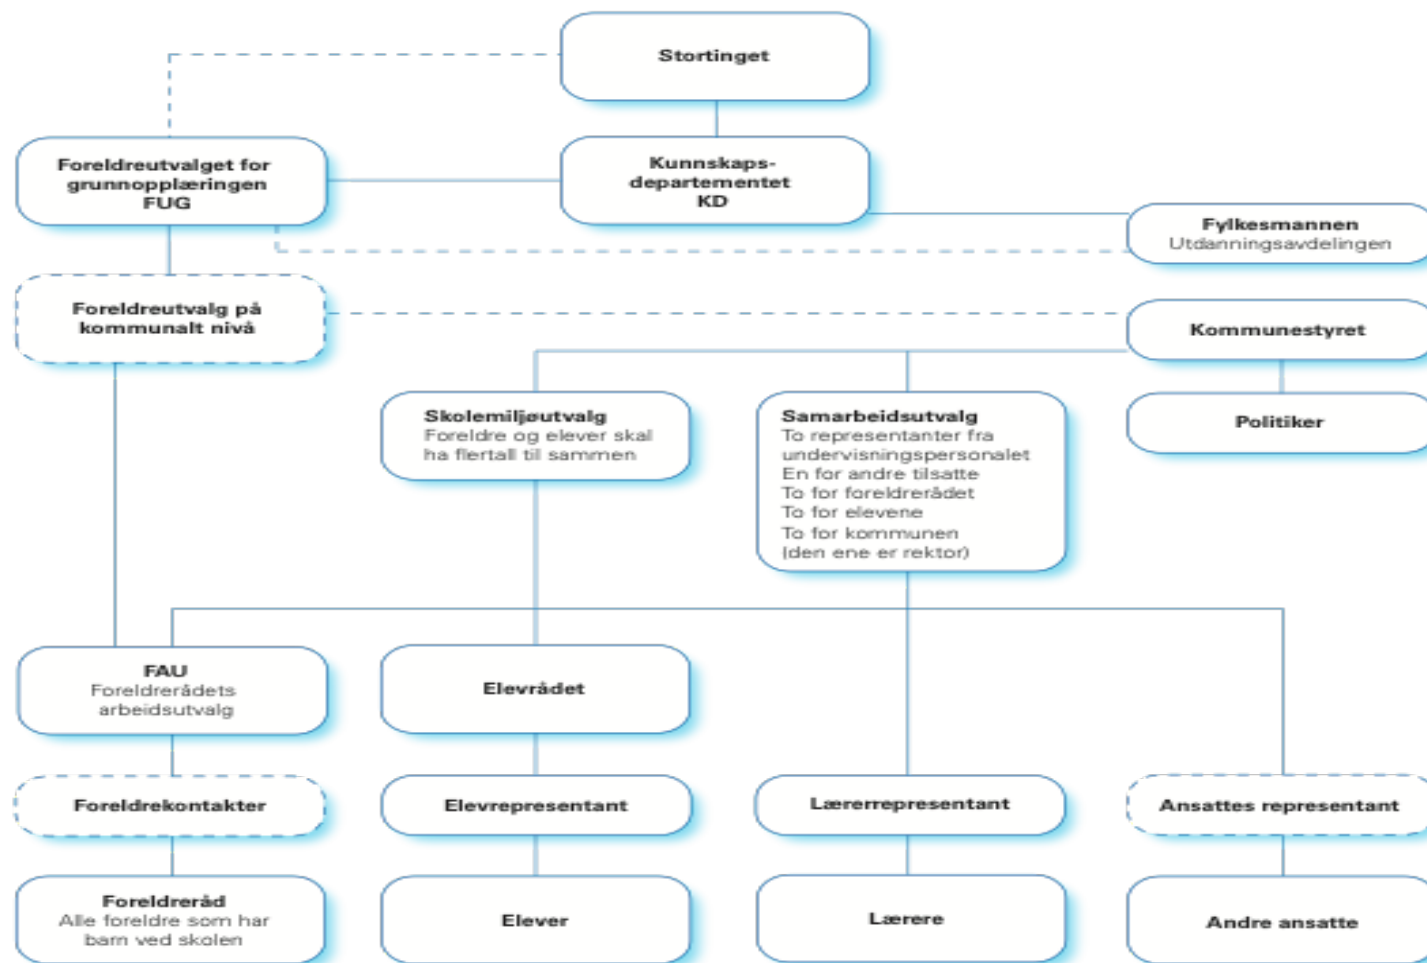 Stortinget
Foreldreutvalget for
grunnopplæringen
FUG
Kunnskaps-
departementet
KD
Fylkesmannen
Utdanningsavdelingen
Foreldreutvalg på
kommunalt nivå
Kommunestyret
Skolemiljøutvalg
Foreldre og elever skal
ha flertall til sammen
Samarbeidsutvalg
To representanter fra
undervisningspersonalet
En for andre tilsatte
To for foreldrerådet
To for elevene
To for kommunen
(den ene er rektor)
Politiker
FAU
Foreldrerådets
arbeidsutvalg
Elevrådet
Foreldrekontakter
Elevrepresentant
Lærerrepresentant
Ansattes representant
Foreldreråd
Alle foreldre som har
barn ved skolen
Elever
Lærere
Andre ansatte